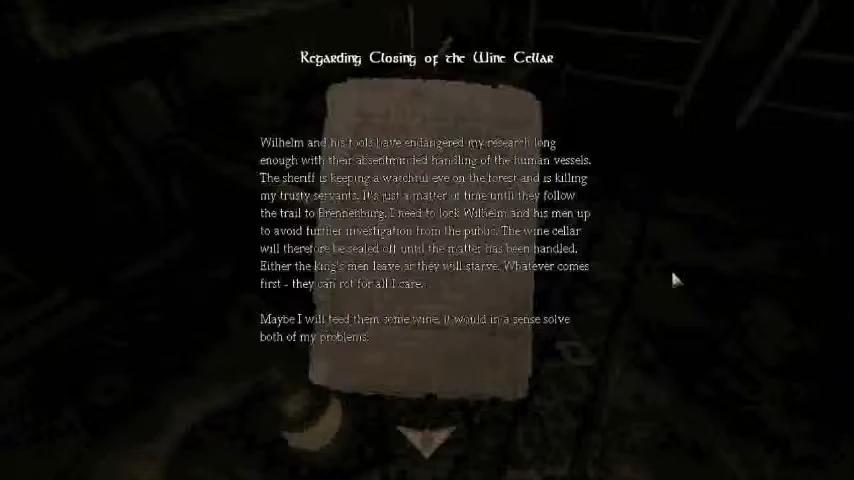 Regarding Closing of the Wine Cellar
Wilhelm and his fools have endangered my research long
enough with their absentminded handling of the human vessels.
The sheriff is keeping a watchful eye on the forest and is killing
my trusty servants. It's just a matter of time until they follow
the trail to Brennenburg. I need to lock Wilhelm and his men up
to avoid further investigation from the public. The wine cellar
will therefore be sealed off until the matter has been handled.
Either the king's men leave or they will starve. Whatever comes
first - they can rot for all I care.
Maybe I will feed them some wine, it would in a sense solve
both of my problems.